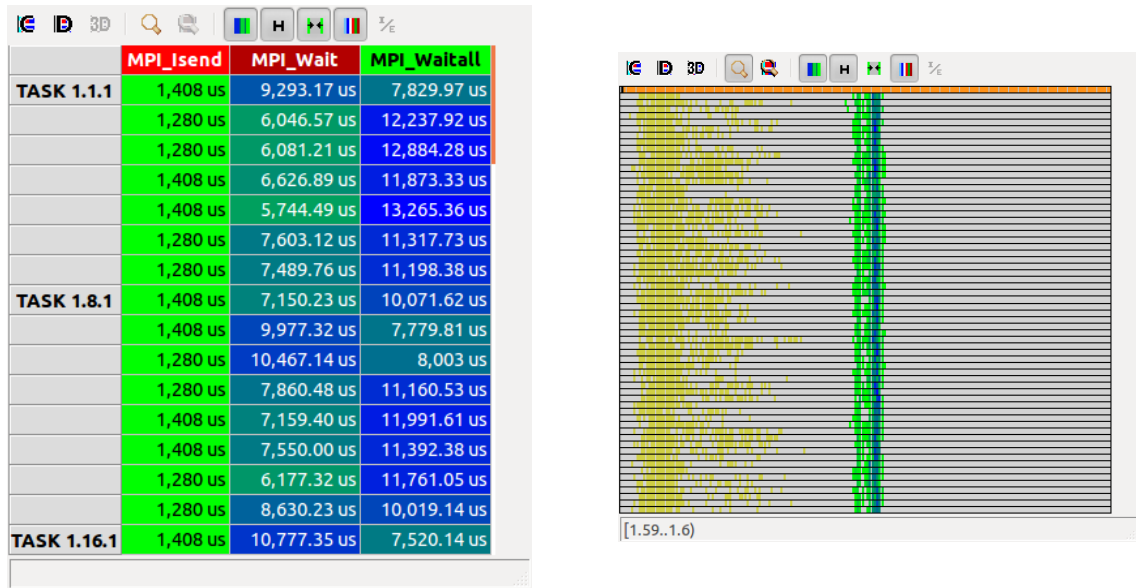 IC ID 3D H I/E
MPI_Isend MPI_Wait MPI_Waitall
TASK 1.1.1 1,408 us 9,293.17 us 7,829.97 us
1,280 us 6,046.57 us 12,237.92 us
1,280 us 6,081.21 us 12,884.28 us
1,408 us 6,626.89 us 11,873.33 us
1,408 us 5,744.49 us 13,265.36 us
1,280 us 7,603.12 us 11,317.73 us
1,280 us 7,489.76 us 11,198.38 us
TASK 1.8.1 1,408 us 7,150.23 us 10,071.62 us
1,408 us 9,977.32 us 7,779.81 us
1,280 us 10,467.14 us 8,003 us
1,280 us 7,860.48 us 11,160.53 us
1,408 us 7,159.40 us 11,991.61 us
1,408 us 7,550.00 us 11,392.38 us
1,280 us 6,177.32 us 11,761.05 us
1,280 us 8,630.23 us 10,019.14 us
TASK 1.16.1 1,408 us 10,777.35 us 7,520.14 us
IC ID 3D H I/E
[1.59..1.6)